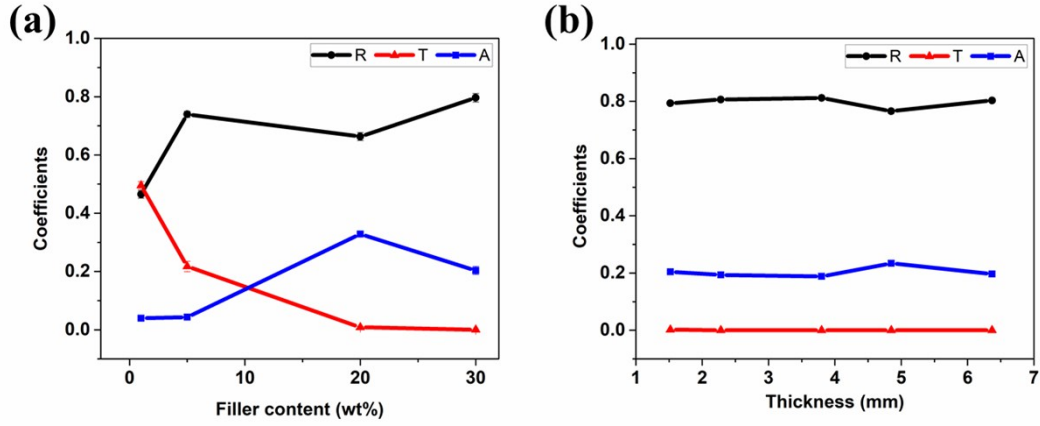 (a)
R T A
1.0
0.8
0.6
0.4
0.2
0.0
Coefficients
0 10 20 30
Filler content (wt%)
(b)
R T A
1.0
0.8
0.6
0.4
0.2
0.0
Coefficients
1 2 3 4 5 6 7
Thickness (mm)